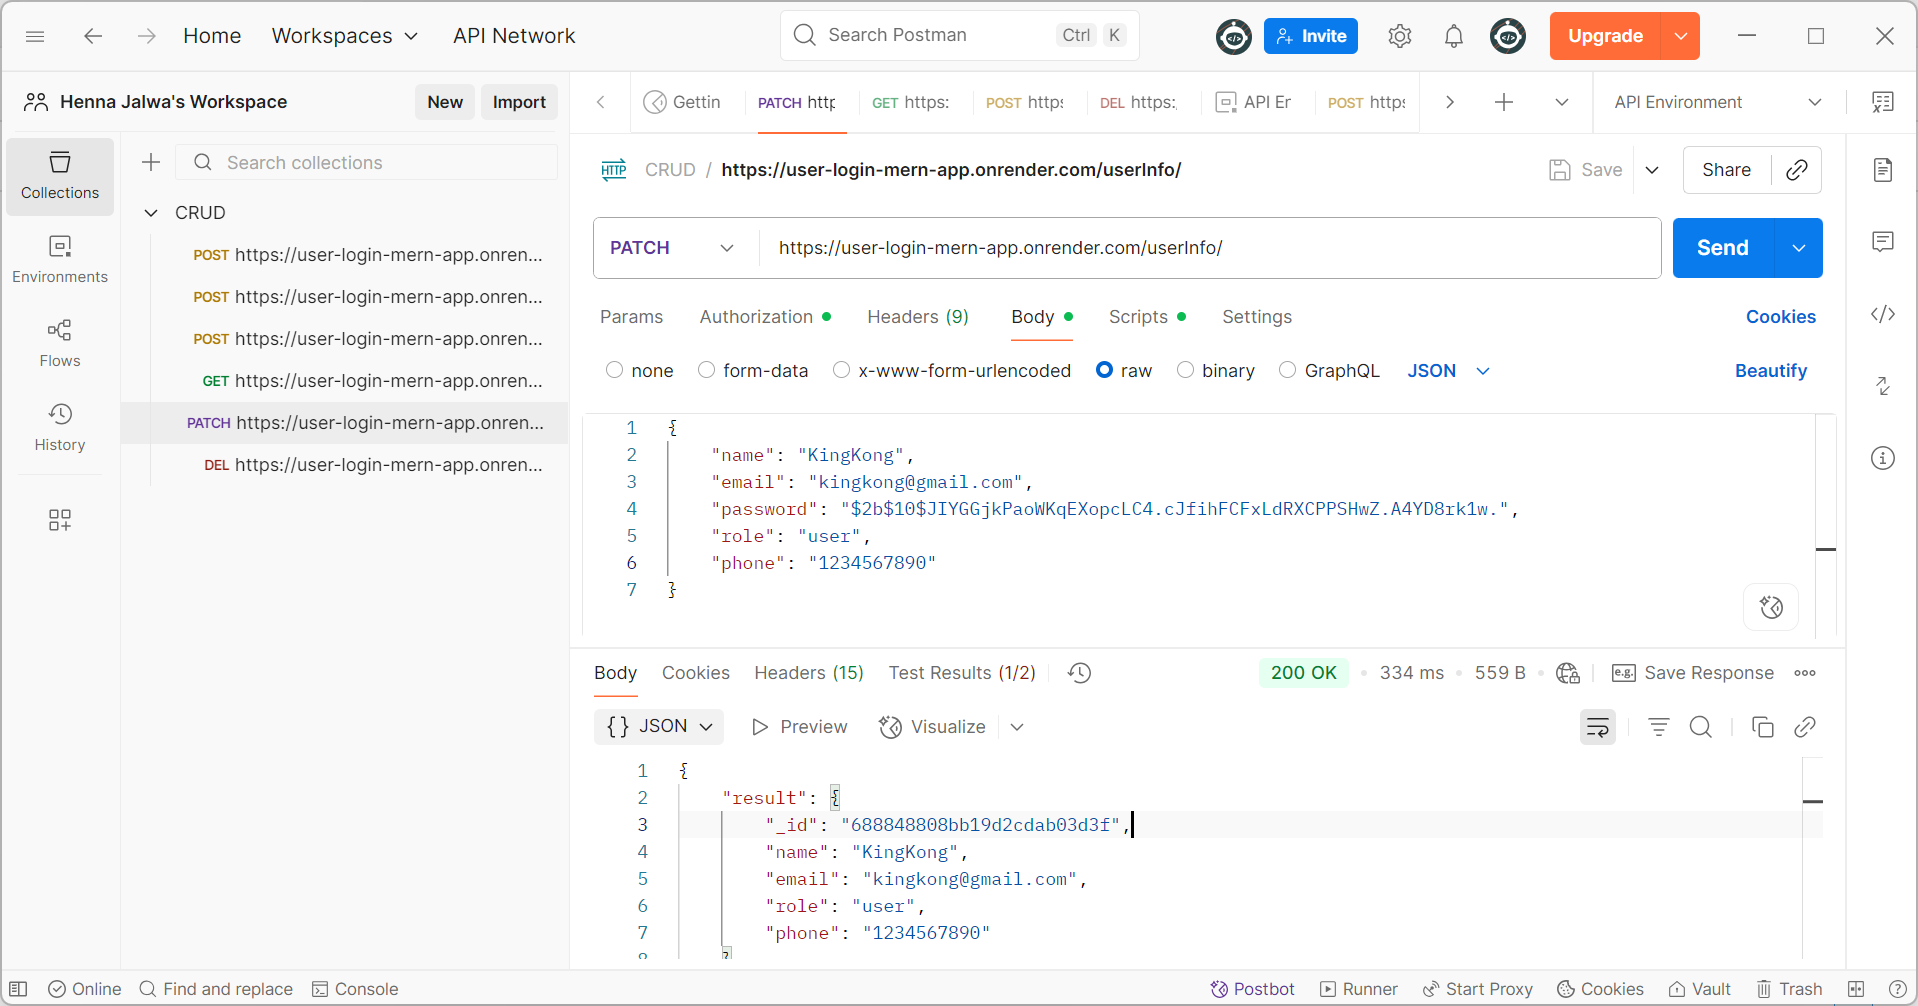 Home
Workspaces
API Network
Search Postman
Ctrl K
Invite
Upgrade
Henna Jalwa's Workspace
New
Import
Gettin
PATCH http
GET https:
POST https
DEL https:
API Er
POST https
API Environment
Collections
Environments
Flows
History
Search collections
CRUD
POST https://user-login-mern-app.onren...
POST https://user-login-mern-app.onren...
POST https://user-login-mern-app.onren...
GET https://user-login-mern-app.onren...
PATCH https://user-login-mern-app.onren...
DEL https://user-login-mern-app.onren...
HTTP CRUD / https://user-login-mern-app.onrender.com/userInfo/
Save
Share
PATCH
https://user-login-mern-app.onrender.com/userInfo/
Send
Params
Authorization
Headers (9)
Body
Scripts
Settings
Cookies
none
form-data
x-www-form-urlencoded
raw
binary
GraphQL
JSON
Beautify
1 {
2 "name": "KingKong",
3 "email": "kingkong@gmail.com",
4 "password": "$2b$10$JIYGGjkPaoWKqEXopcLC4.cJfihFCFxLdRXCPPSHwZ.A4YD8rk1w.",
5 "role": "user",
6 "phone": "1234567890"
7 }
Body
Cookies
Headers (15)
Test Results (1/2)
200 OK
334 ms
559 B
e.g. Save Response
{} JSON
Preview
Visualize
1 {
2 "result": {
3 "_id": "688848808bb19d2cdab03d3f",
4 "name": "KingKong",
5 "email": "kingkong@gmail.com",
6 "role": "user",
7 "phone": "1234567890"
8 }
Online
Find and replace
Console
Postbot
Runner
Start Proxy
Cookies
Vault
Trash